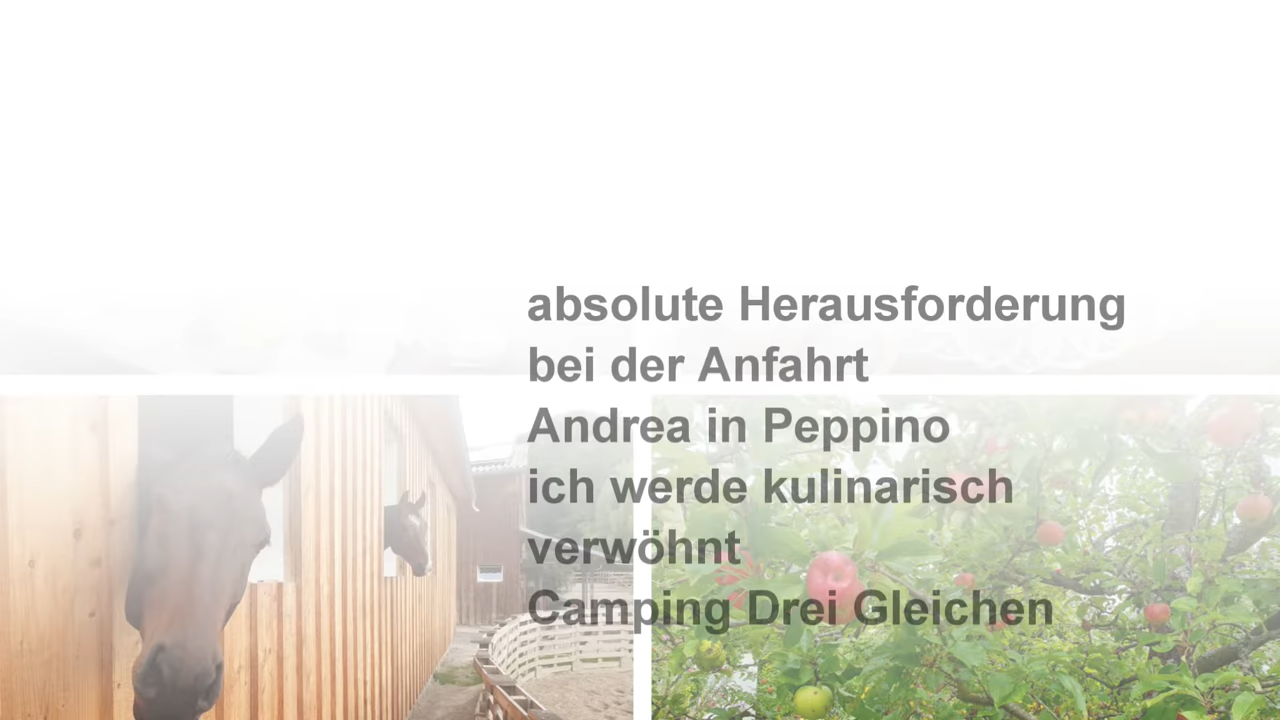 absolute Herausforderung
bei der Anfahrt
Andrea in Peppino
ich werde kulinarisch
verwöhnt
Camping Drei Gleichen